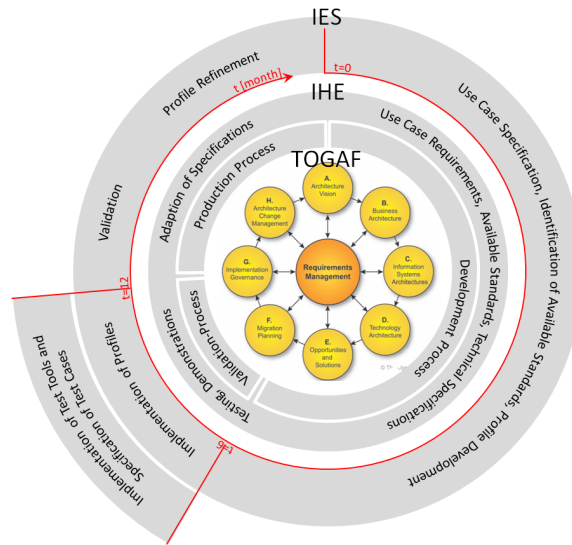 IES
t=0
Use Case Specification, Identification of Available Standards, Profile Development
t=6
Implementation of Profiles
Implementation of Test Tools and
Specification of Test Cases
t=12
Validation
Profile Refinement
t [month]
IHE
Use Case Requirements, Available Standards, Technical Specifications
Testing, Demonstrations
Adaption of Specifications
Development Process
Validation-Process
Production Process
TOGAF
A.
Architecture
Vision
B.
Business
Architecture
C.
Information
Systems
Architectures
D.
Technology
Architecture
E.
Opportunities
and
Solutions
F.
Migration
Planning
G.
Implementation
Governance
H.
Architecture
Change
Management
Requirements
Management